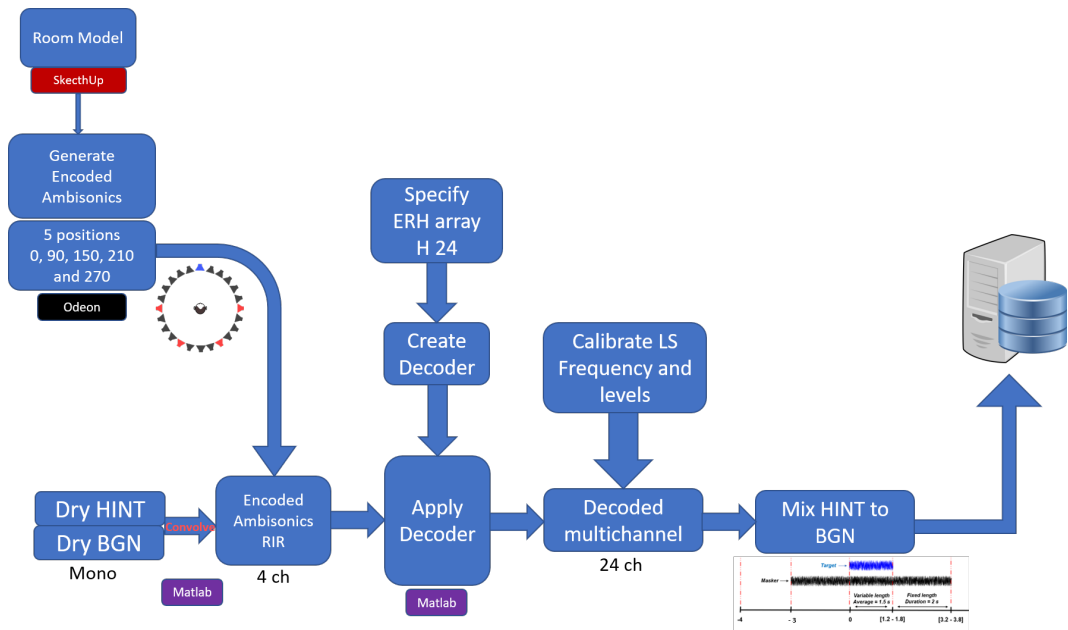 Room Model
SkecthUp
Generate
Encoded
Ambisonics
5 positions
0, 90, 150, 210
and 270
Odeon
Specify
ERH array
H 24
Create
Decoder
Calibrate LS
Frequency and
levels
Dry HINT
Dry BGN
Mono
Convolve
Matlab
Encoded
Ambisonics
RIR
4 ch
Apply
Decoder
Matlab
Decoded
multichannel
24 ch
Mix HINT to
BGN
Target
Masker
Variable length
Average = 1.5 s
Fixed length
Duration = 2 s
-4
- 3
0
[1.2 - 1.8]
[3.2 - 3.8]